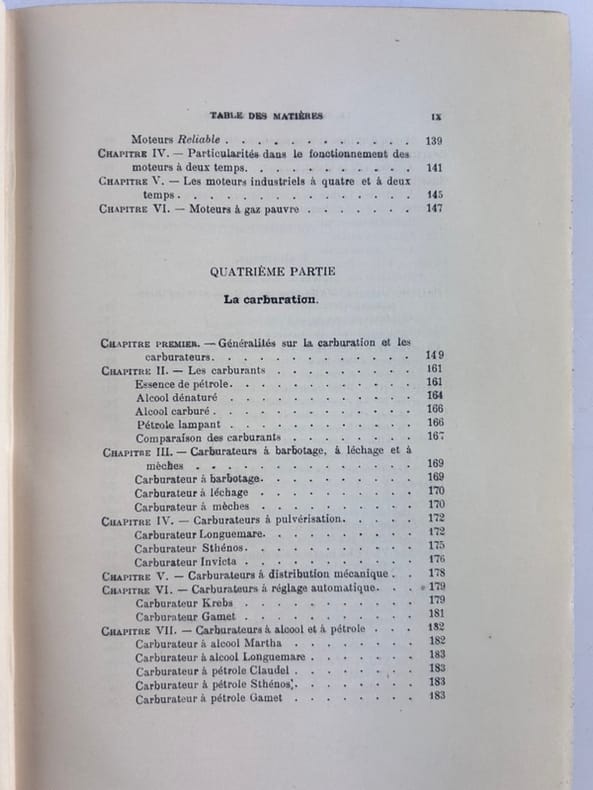 TABLE DES MATIÈRES IX
Moteurs Reliable . . . . . . . . . . . . 139
CHAPITRE IV. — Particularités dans le fonctionnement des
moteurs à deux temps. . . . . . . . . . . 141
CHAPITRE V. — Les moteurs industriels à quatre et à deux
temps . . . . . . . . . . . . . . . 145
CHAPITRE VI. — Moteurs à gaz pauvre . . . . . . . 147
QUATRIÈME PARTIE
La carburation.
CHAPITRE PREMIER. — Généralités sur la carburation et les
carburateurs. . . . . . . . . . . . . 149
CHAPITRE II. — Les carburants . . . . . . . . . 161
Essence de pétrole. . . . . . . . . . . . 161
Alcool dénaturé . . . . . . . . . . . . 164
Alcool carburé . . . . . . . . . . . . . 166
Pétrole lampant . . . . . . . . . . . . 166
Comparaison des carburants . . . . . . . . 167
CHAPITRE III. — Carburateurs à barbotage, à léchage et à
mèches . . . . . . . . . . . . . . 169
Carburateur à barbotage. . . . . . . . . . 169
Carburateur à léchage . . . . . . . . . . 170
Carburateur à mèches . . . . . . . . . . 170
CHAPITRE IV. — Carburateurs à pulvérisation. . . . . 172
Carburateur Longuemare. . . . . . . . . . 172
Carburateur Sthénos. . . . . . . . . . . 175
Carburateur Invicta . . . . . . . . . . . 176
CHAPITRE V. — Carburateurs à distribution mécanique . . 178
CHAPITRE VI. — Carburateurs à réglage automatique. . . 179
Carburateur Krebs . . . . . . . . . . . 179
Carburateur Gamet . . . . . . . . . . . 181
CHAPITRE VII. — Carburateurs à alcool et à pétrole . . . 182
Carburateur à alcool Martha . . . . . . . . 182
Carburateur à alcool Longuemare . . . . . . . 183
Carburateur à pétrole Claudel . . . . . . . . 183
Carburateur à pétrole Sthénos. . . . . . . . 183
Carburateur à pétrole Gamet . . . . . . . . 183